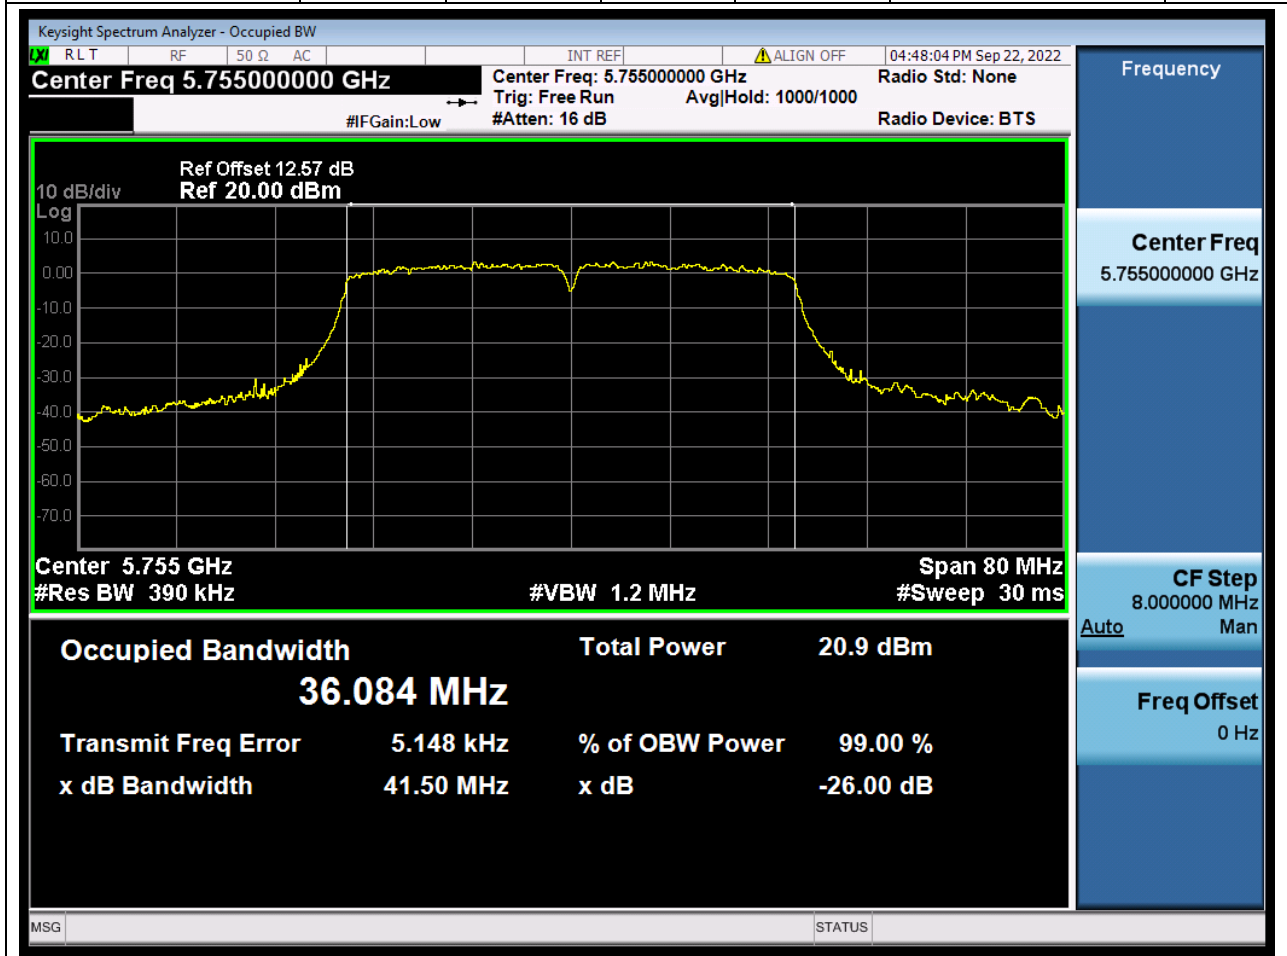 Keysight Spectrum Analyzer - Occupied BW
LXI RLT RF 50 Ω AC INT REF ALIGN OFF 04:48:04 PM Sep 22, 2022
Center Freq 5.755000000 GHz
Center Freq: 5.755000000 GHz Radio Std: None
Trig: Free Run Avg|Hold: 1000/1000
#IFGain:Low #Atten: 16 dB Radio Device: BTS
Ref Offset 12.57 dB
10 dB/div Ref 20.00 dBm
Log
10.0
0.00
-10.0
-20.0
-30.0
-40.0
-50.0
-60.0
-70.0
Center 5.755 GHz Span 80 MHz
#Res BW 390 kHz #VBW 1.2 MHz #Sweep 30 ms
Occupied Bandwidth Total Power 20.9 dBm
36.084 MHz
Transmit Freq Error 5.148 kHz % of OBW Power 99.00 %
x dB Bandwidth 41.50 MHz x dB -26.00 dB
MSG STATUS
Frequency
Center Freq
5.755000000 GHz
CF Step
8.000000 MHz
Auto Man
Freq Offset
0 Hz